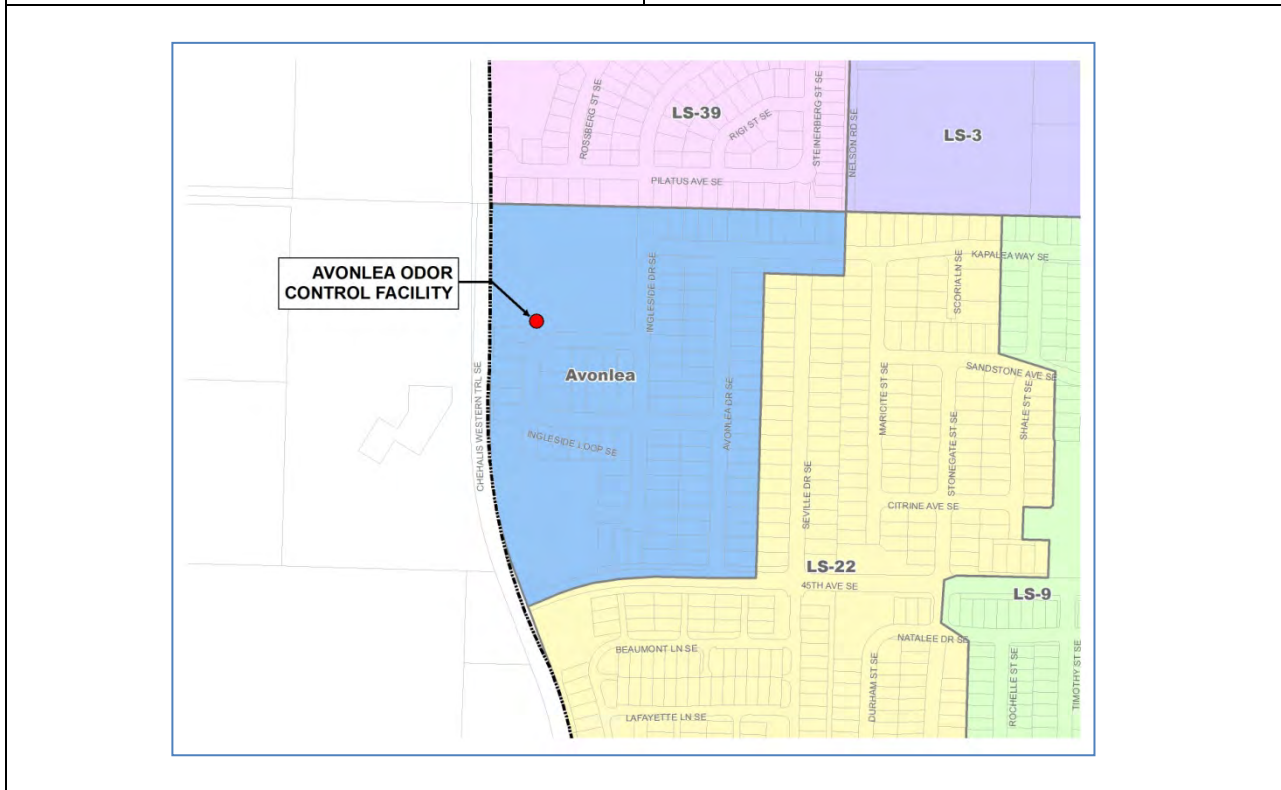 LS-39
LS-3
ROSSBERG ST SE
RIGI ST SE
STEINERBERG ST SE
NELSON RD SE
PILATUS AVE SE
AVONLEA ODOR
CONTROL FACILITY
INGLESIDE DR SE
KAPALEA WAY SE
SCORIA LN SE
Avonlea
CHEHALIS WESTERN TRL SE
AVONLEA DR SE
MARICITE ST SE
SANDSTONE AVE SE
SHALE ST SE
STONEGATE ST SE
INGLESIDE LOOP SE
SEVILLE DR SE
CITRINE AVE SE
LS-22
45TH AVE SE
LS-9
BEAUMONT LN SE
NATALEE DR SE
DURHAM ST SE
ROCHELLE ST SE
TIMOTHY ST SE
LAFAYETTE LN SE